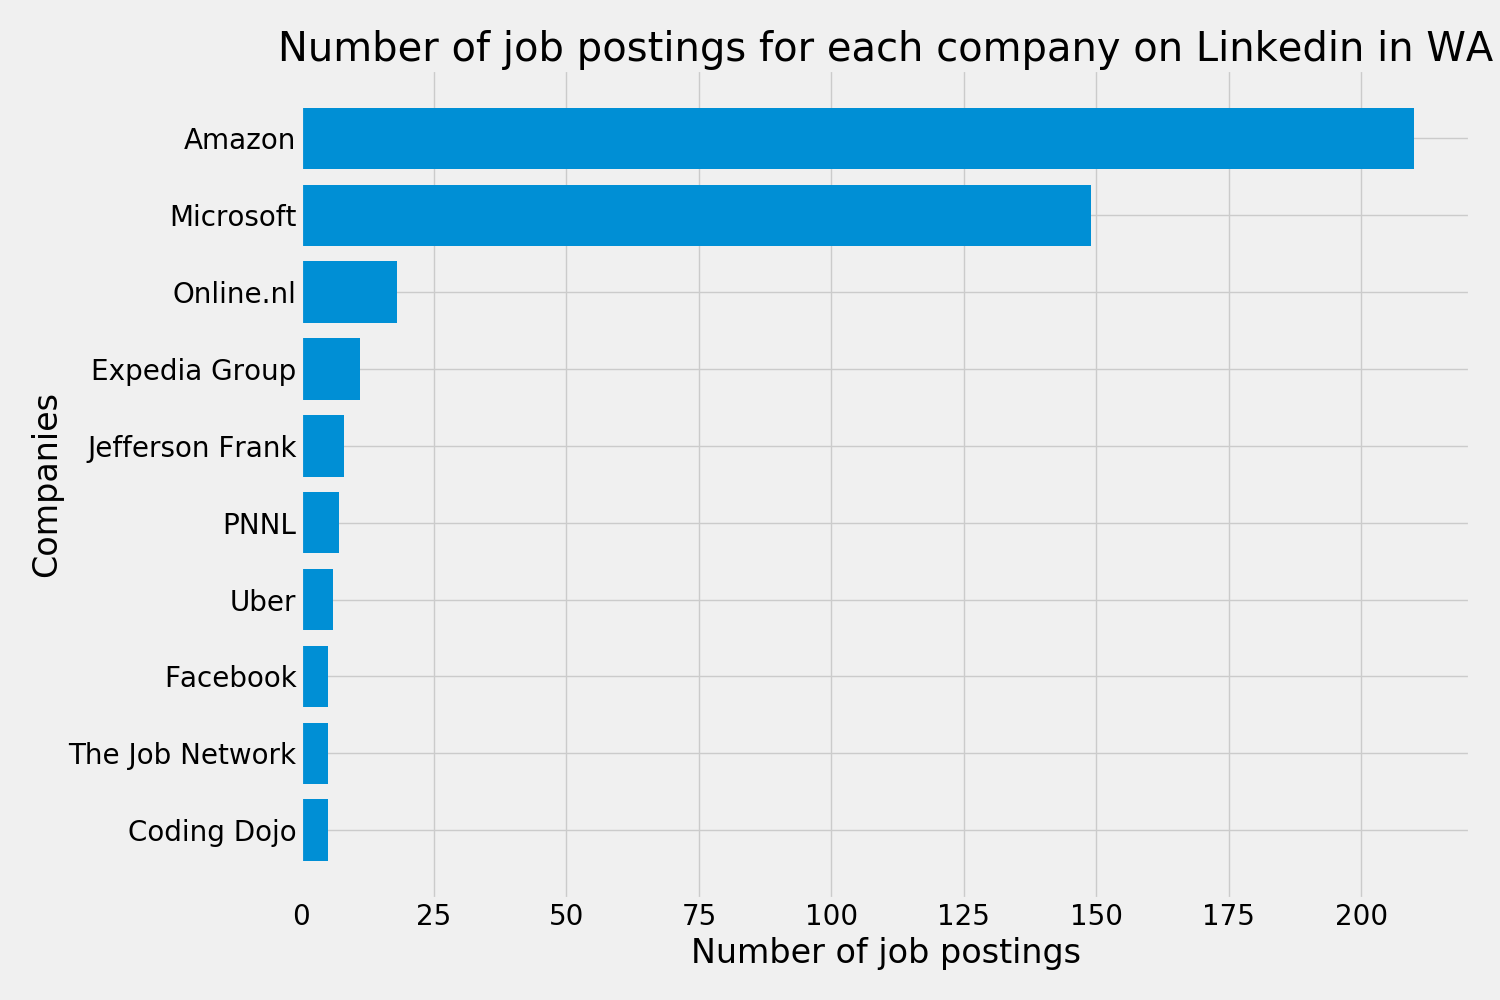 Number of job postings for each company on Linkedin in WA
Amazon
Microsoft
Online.nl
Expedia Group
Jefferson Frank
PNNL
Uber
Facebook
The Job Network
Coding Dojo
Companies
0 25 50 75 100 125 150 175 200
Number of job postings